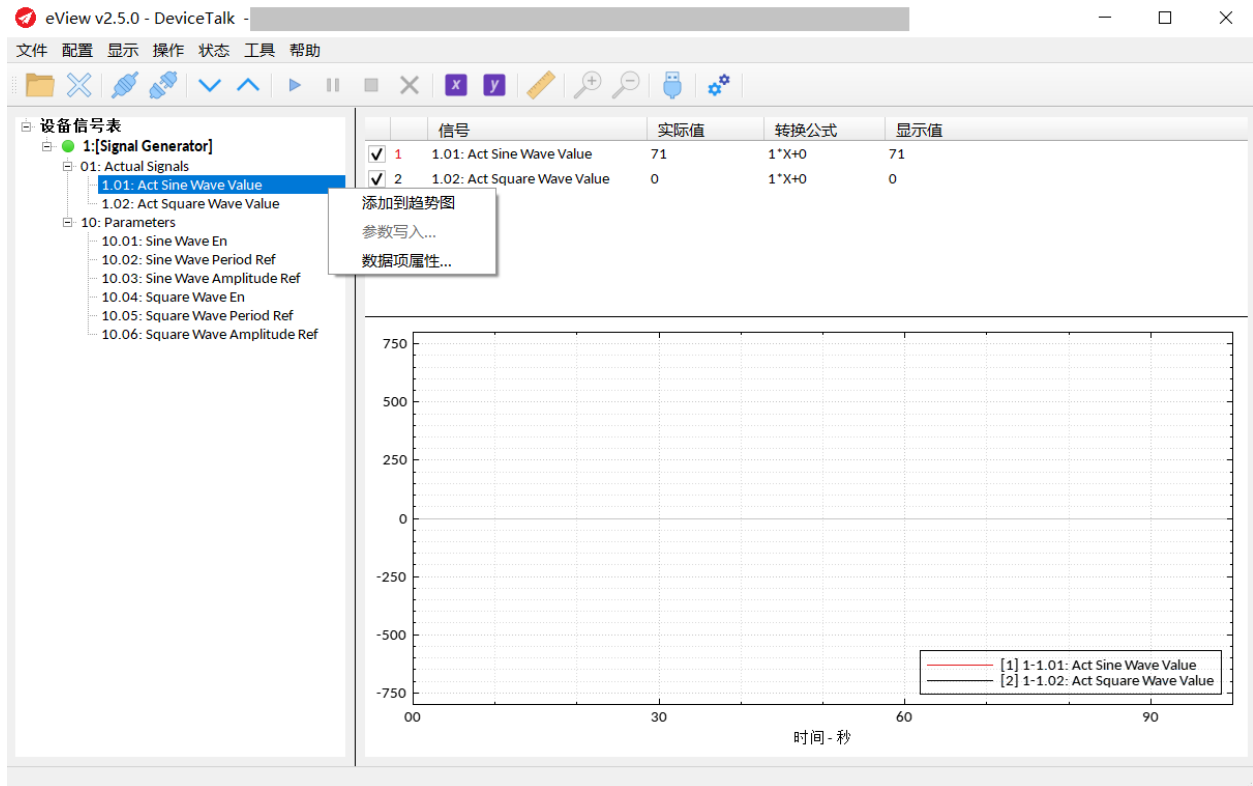 eView v2.5.0 - DeviceTalk -
文件 配置 显示 操作 状态 工具 帮助
x y
设备信号表
1:[Signal Generator]
01: Actual Signals
1.01: Act Sine Wave Value
1.02: Act Square Wave Value
10: Parameters
10.01: Sine Wave En
10.02: Sine Wave Period Ref
10.03: Sine Wave Amplitude Ref
10.04: Square Wave En
10.05: Square Wave Period Ref
10.06: Square Wave Amplitude Ref
信号 实际值 转换公式 显示值
1 1.01: Act Sine Wave Value 71 1*X+0 71
2 1.02: Act Square Wave Value 0 1*X+0 0
添加到趋势图
参数写入...
数据项属性...
750
500
250
0
-250
-500
-750
[1] 1-1.01: Act Sine Wave Value
[2] 1-1.02: Act Square Wave Value
00 30 60 90
时间 - 秒